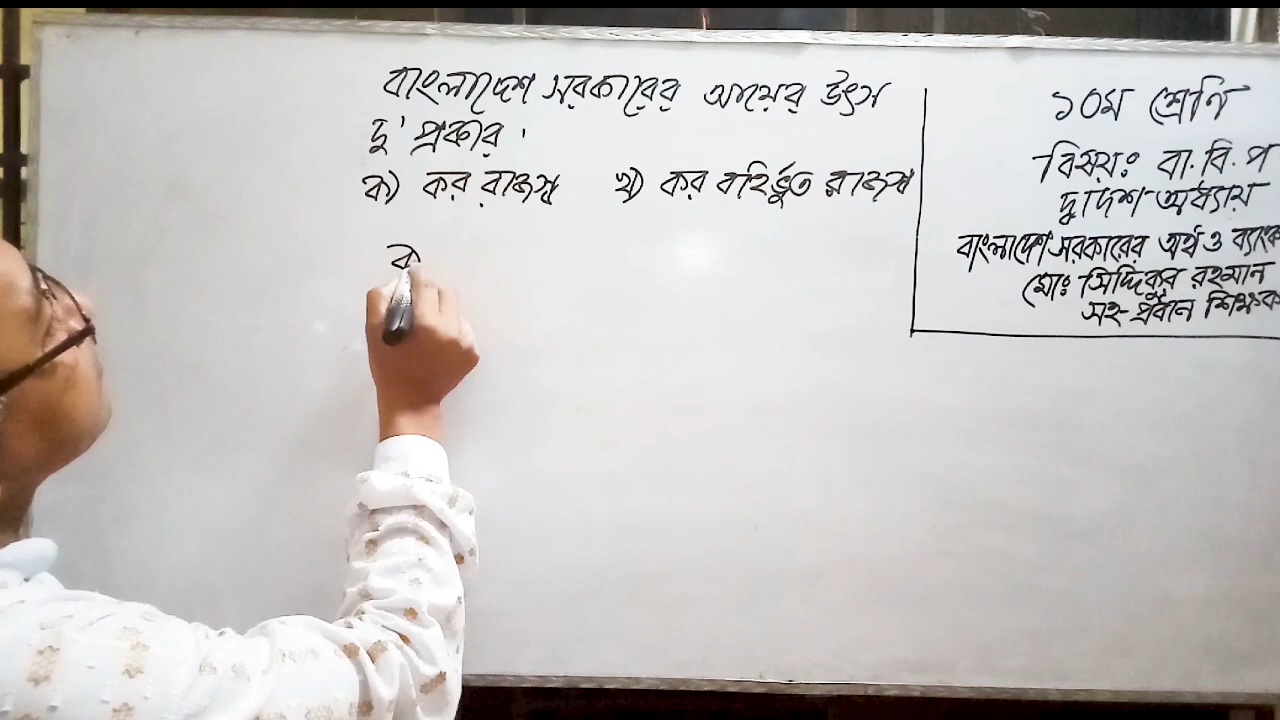 বাংলাদেশ সরকারের আয়ের উৎস
দু' প্রকার।
ক) কর রাজস্ব খ) কর বহির্ভূত রাজস্ব
ক
১০ম শ্রেণি
বিষয়ঃ বা. বি. প
দ্বাদশ অধ্যায়
বাংলাদেশ সরকারের অর্থ ও ব্যাংক
মোঃ সিদ্দিকুর রহমান
সহ-প্রধান শিক্ষক